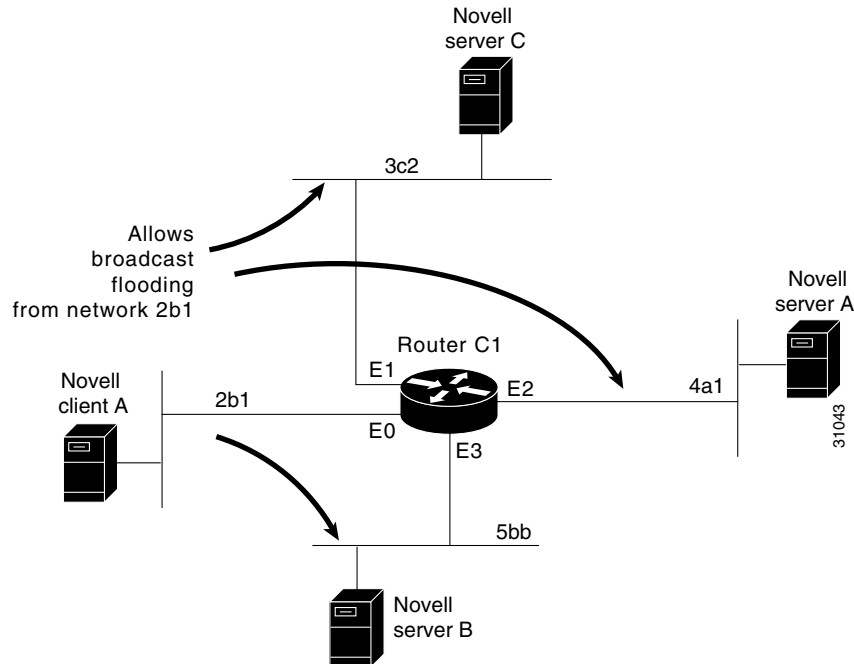 Novell
server C
3c2
Allows
broadcast
flooding
from network 2b1
Novell
server A
Router C1
E1
E2
4a1
Novell
client A
2b1
E0
E3
31043
5bb
Novell
server B